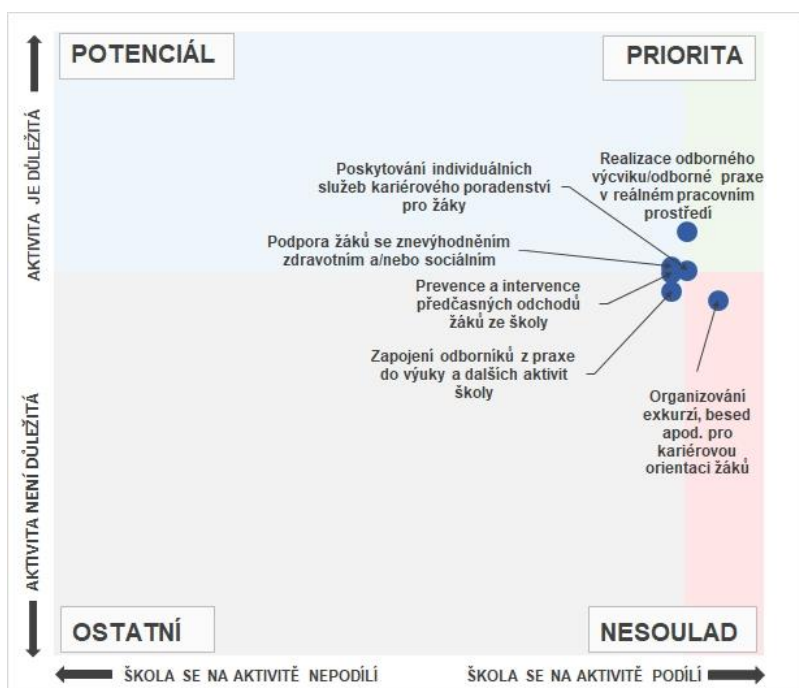 POTENCIÁL
PRIORITA
AKTIVITA JE DŮLEŽITÁ
Poskytování individuálních
služeb kariérového poradenství
pro žáky
Realizace odborného
výcviku/odborné praxe
v reálném pracovním
prostředí
Podpora žáků se znevýhodněním
zdravotním a/nebo sociálním
Prevence a intervence
předčasných odchodů
žáků ze školy
Zapojení odborníků z praxe
do výuky a dalších aktivit
školy
Organizování
exkurzí, besed
apod. pro
kariérovou
orientaci žáků
AKTIVITA NENÍ DŮLEŽITÁ
OSTATNÍ
NESOULAD
ŠKOLA SE NA AKTIVITĚ NEPODÍLÍ
ŠKOLA SE NA AKTIVITĚ PODÍLÍ